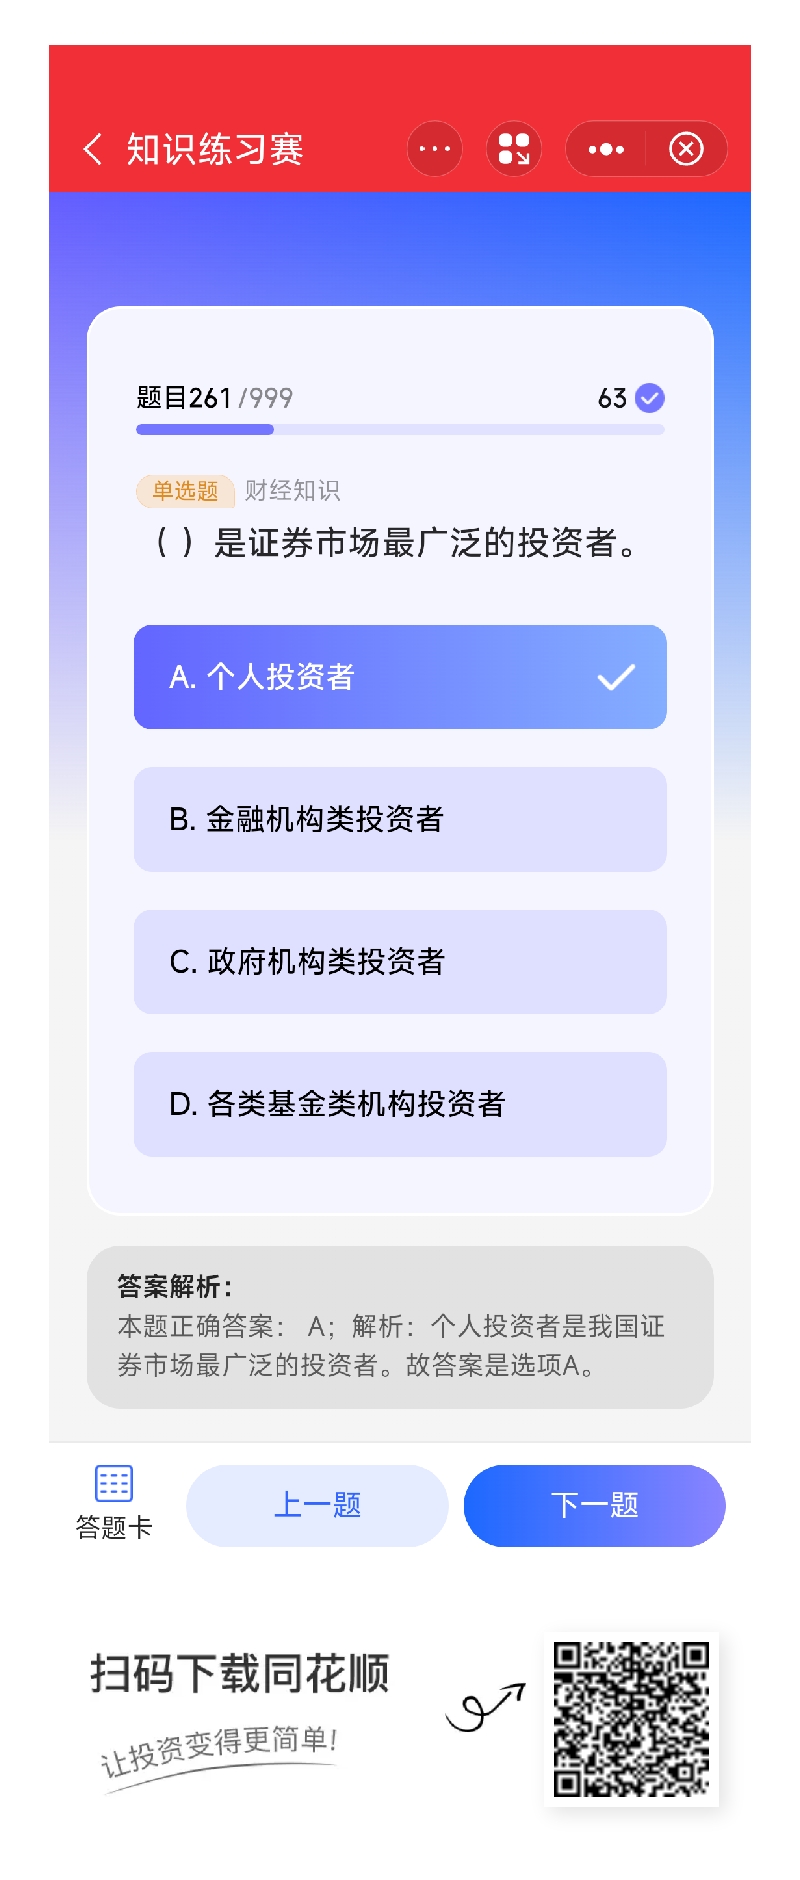 知识练习赛
题目261/999
63
单选题 财经知识
（ ）是证券市场最广泛的投资者。
A. 个人投资者
B. 金融机构类投资者
C. 政府机构类投资者
D. 各类基金类机构投资者
答案解析：
本题正确答案： A；解析：个人投资者是我国证
券市场最广泛的投资者。故答案是选项A。
答题卡
上一题
下一题
扫码下载同花顺
让投资变得更简单!